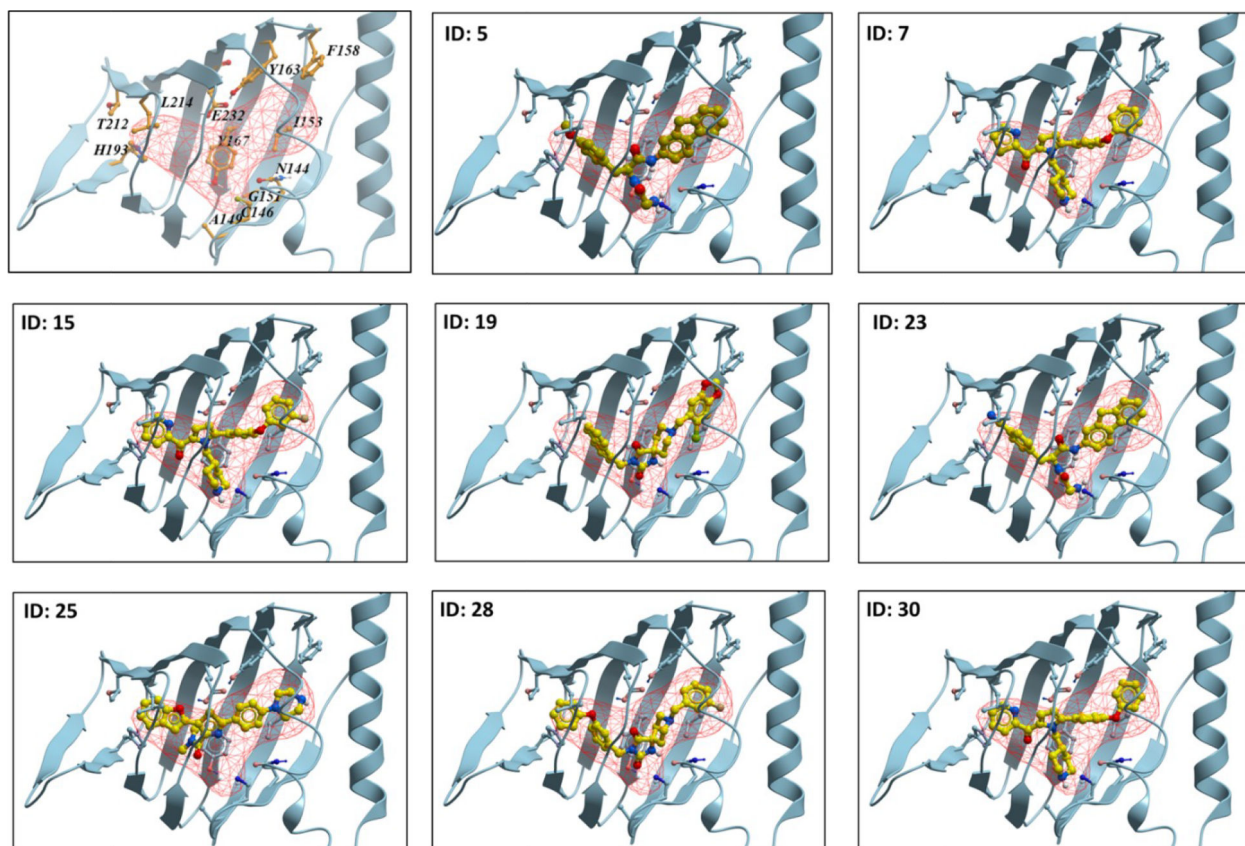 F158
Y163
L214
E232
T212
I153
Y167
H193
N144
G151
C146
A149
ID: 5
ID: 7
ID: 15
ID: 19
ID: 23
ID: 25
ID: 28
ID: 30